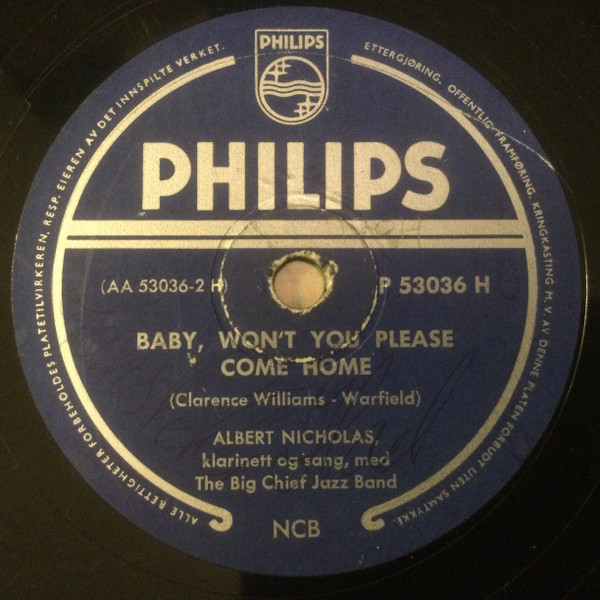 PHILIPS
PHILIPS
(AA 53036-2 H)
P 53036 H
BABY, WON'T YOU PLEASE
COME HOME
(Clarence Williams - Warfield)
ALBERT NICHOLAS,
klarinett og sang, med
The Big Chief Jazz Band
NCB
ALLE RETTIGHETER FORBEHOLDES PLATETILVIRKEREN, RESP. EIEREN AV DET INNSPILTE VERKET.
ETTERGJØRING, OFFENTLIG FRAMFØRING, KRINGKASTING M. V. AV DENNE PLATEN FORBUDT UTEN SAMTYKKE.